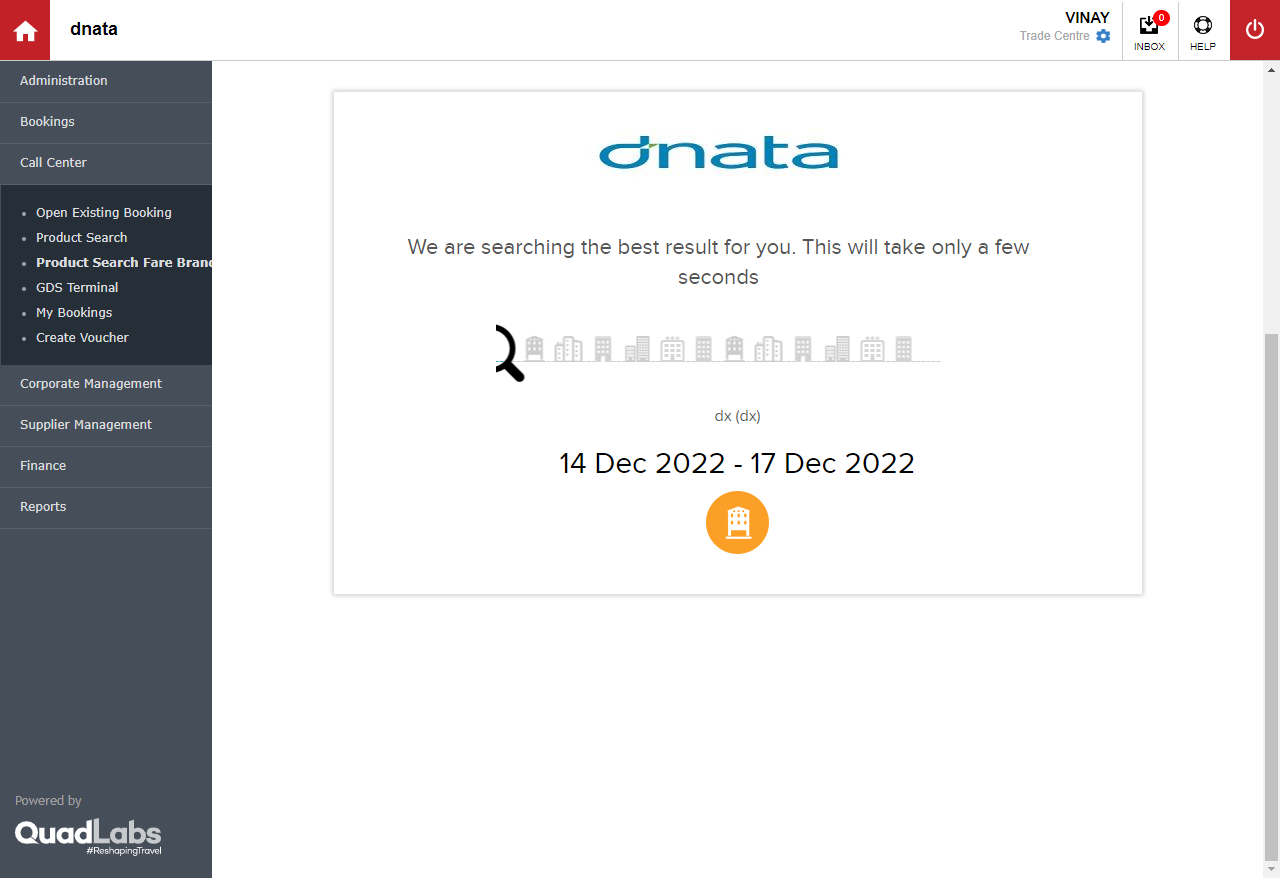 dnata
VINAY
Trade Centre
0
INBOX
HELP
Administration
Bookings
Call Center
Open Existing Booking
Product Search
Product Search Fare Brand
GDS Terminal
My Bookings
Create Voucher
Corporate Management
Supplier Management
Finance
Reports
Powered by
QuadLabs
#ReshapingTravel
dnata
We are searching the best result for you. This will take only a few
seconds
dx (dx)
14 Dec 2022 - 17 Dec 2022